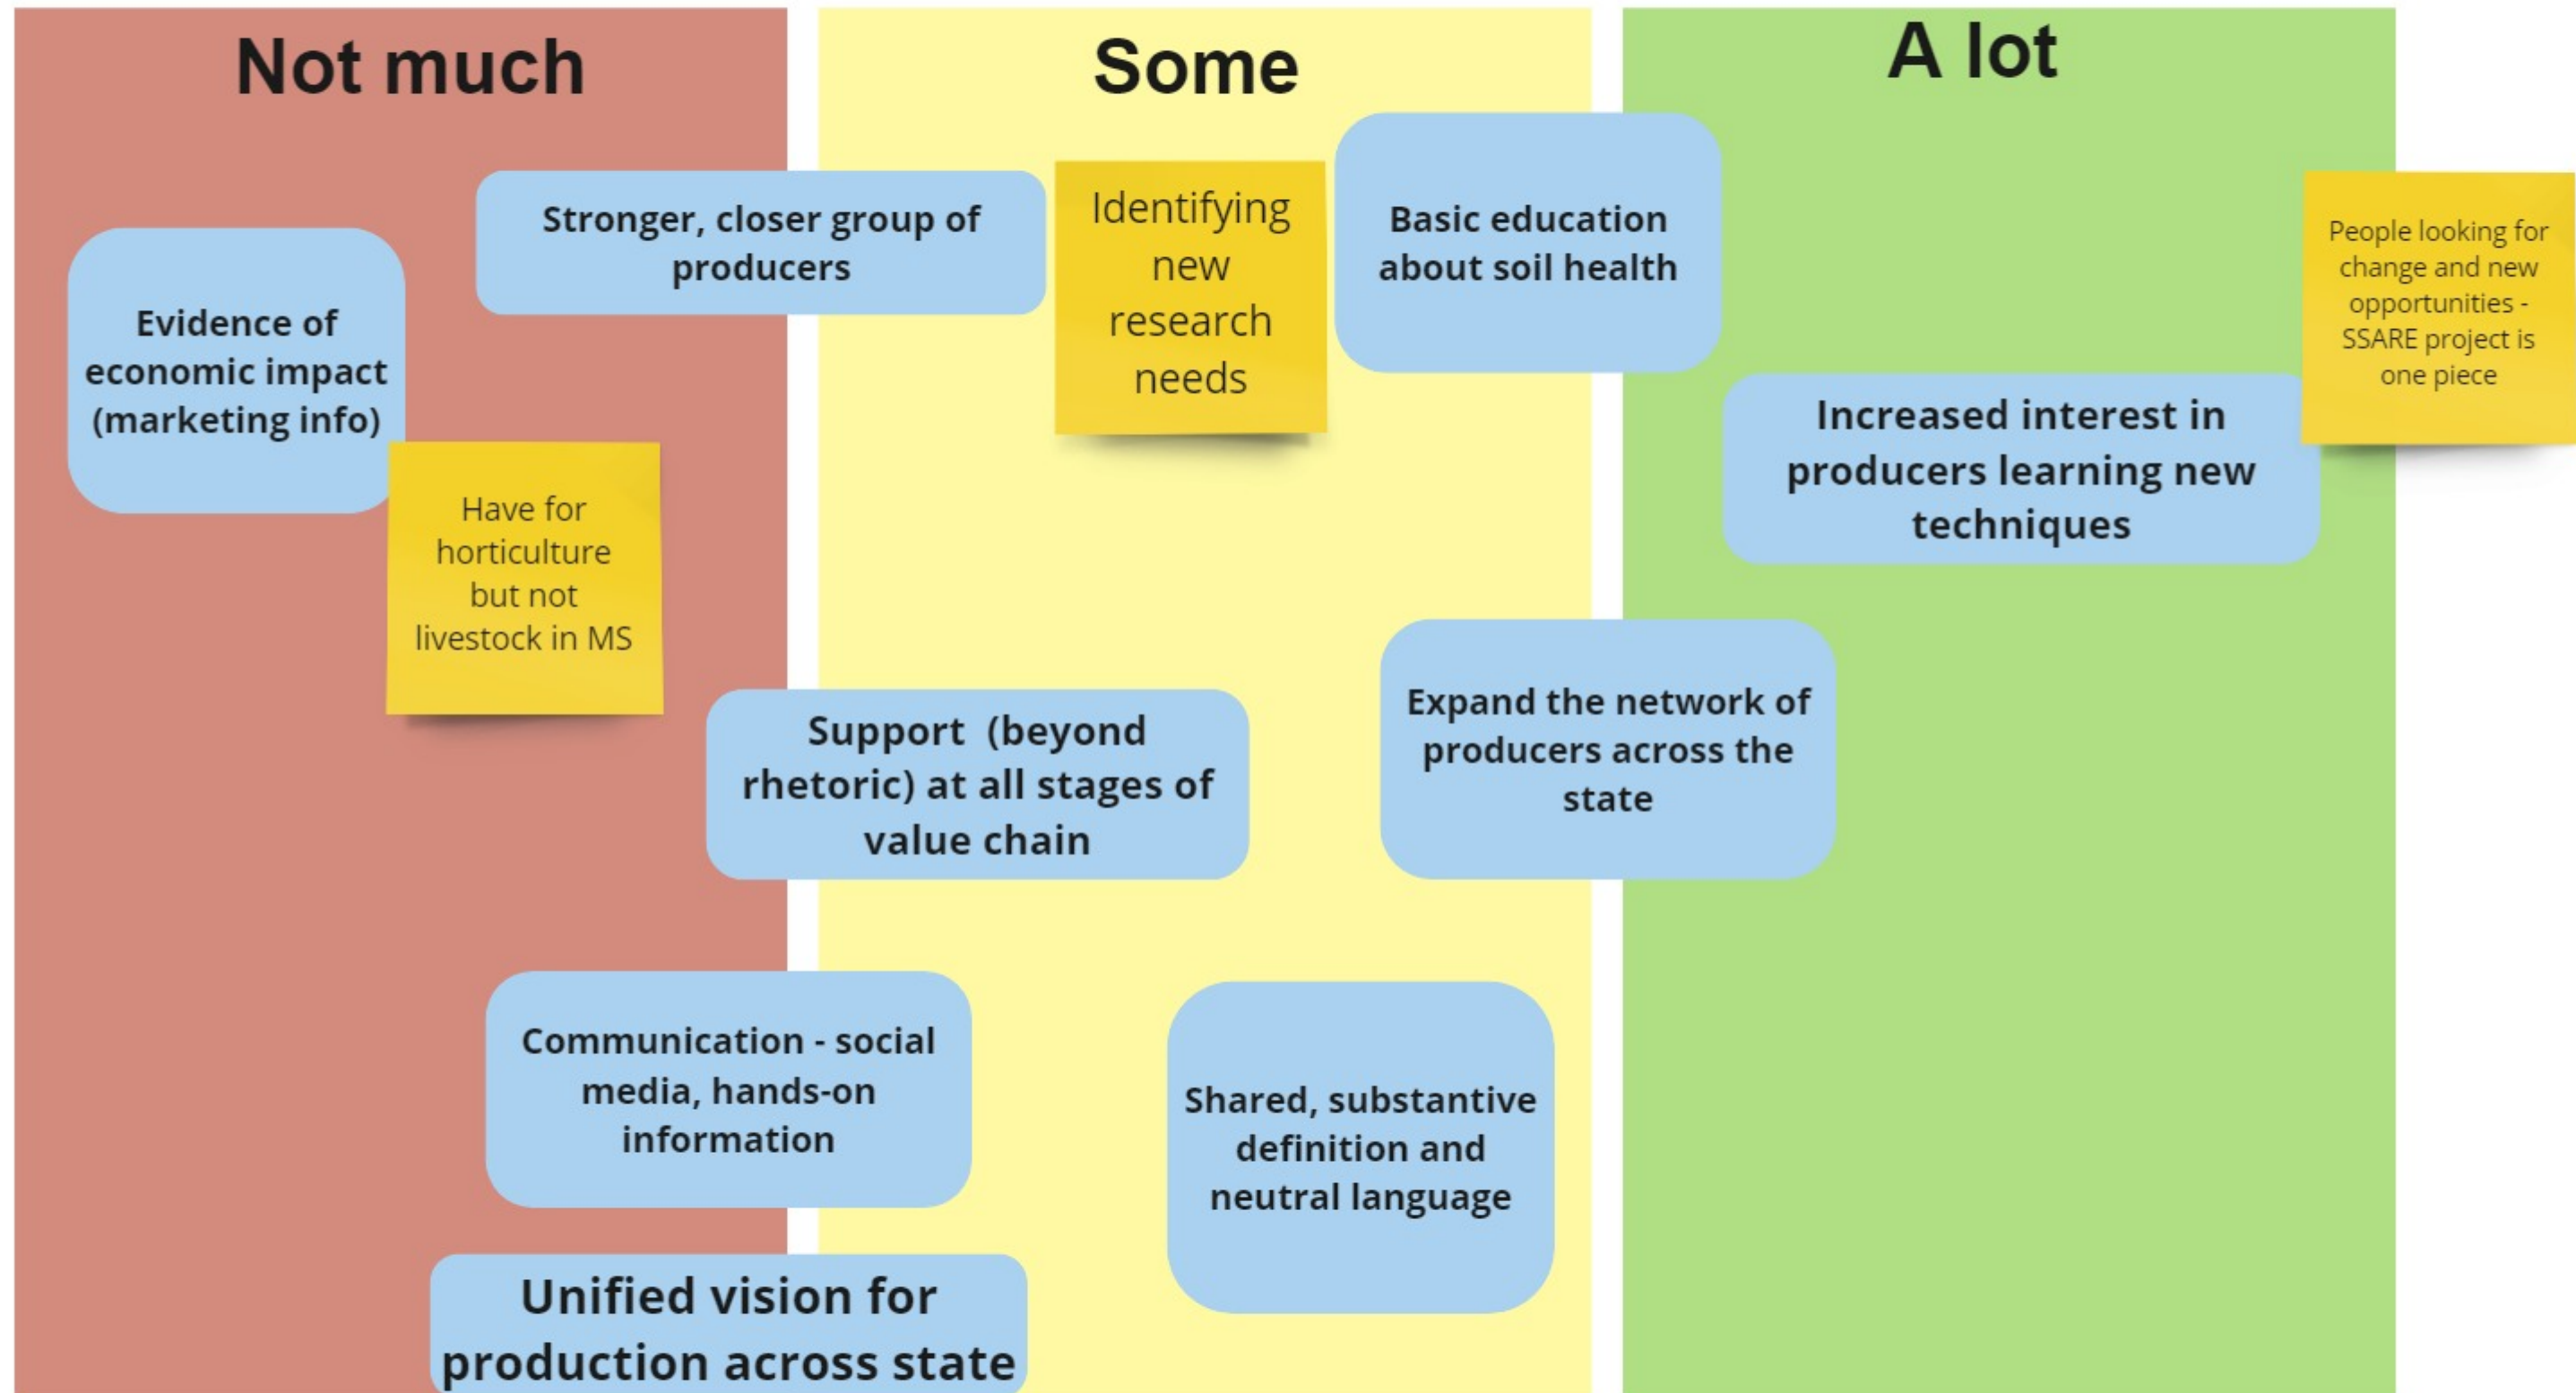 Not much
Some
A lot
Stronger, closer group of
producers
Identifying
new
research
needs
Basic education
about soil health
People looking for
change and new
opportunities -
SSARE project is
one piece
Evidence of
economic impact
(marketing info)
Increased interest in
producers learning new
techniques
Have for
horticulture
but not
livestock in MS
Support (beyond
rhetoric) at all stages of
value chain
Expand the network of
producers across the
state
Communication - social
media, hands-on
information
Shared, substantive
definition and
neutral language
Unified vision for
production across state